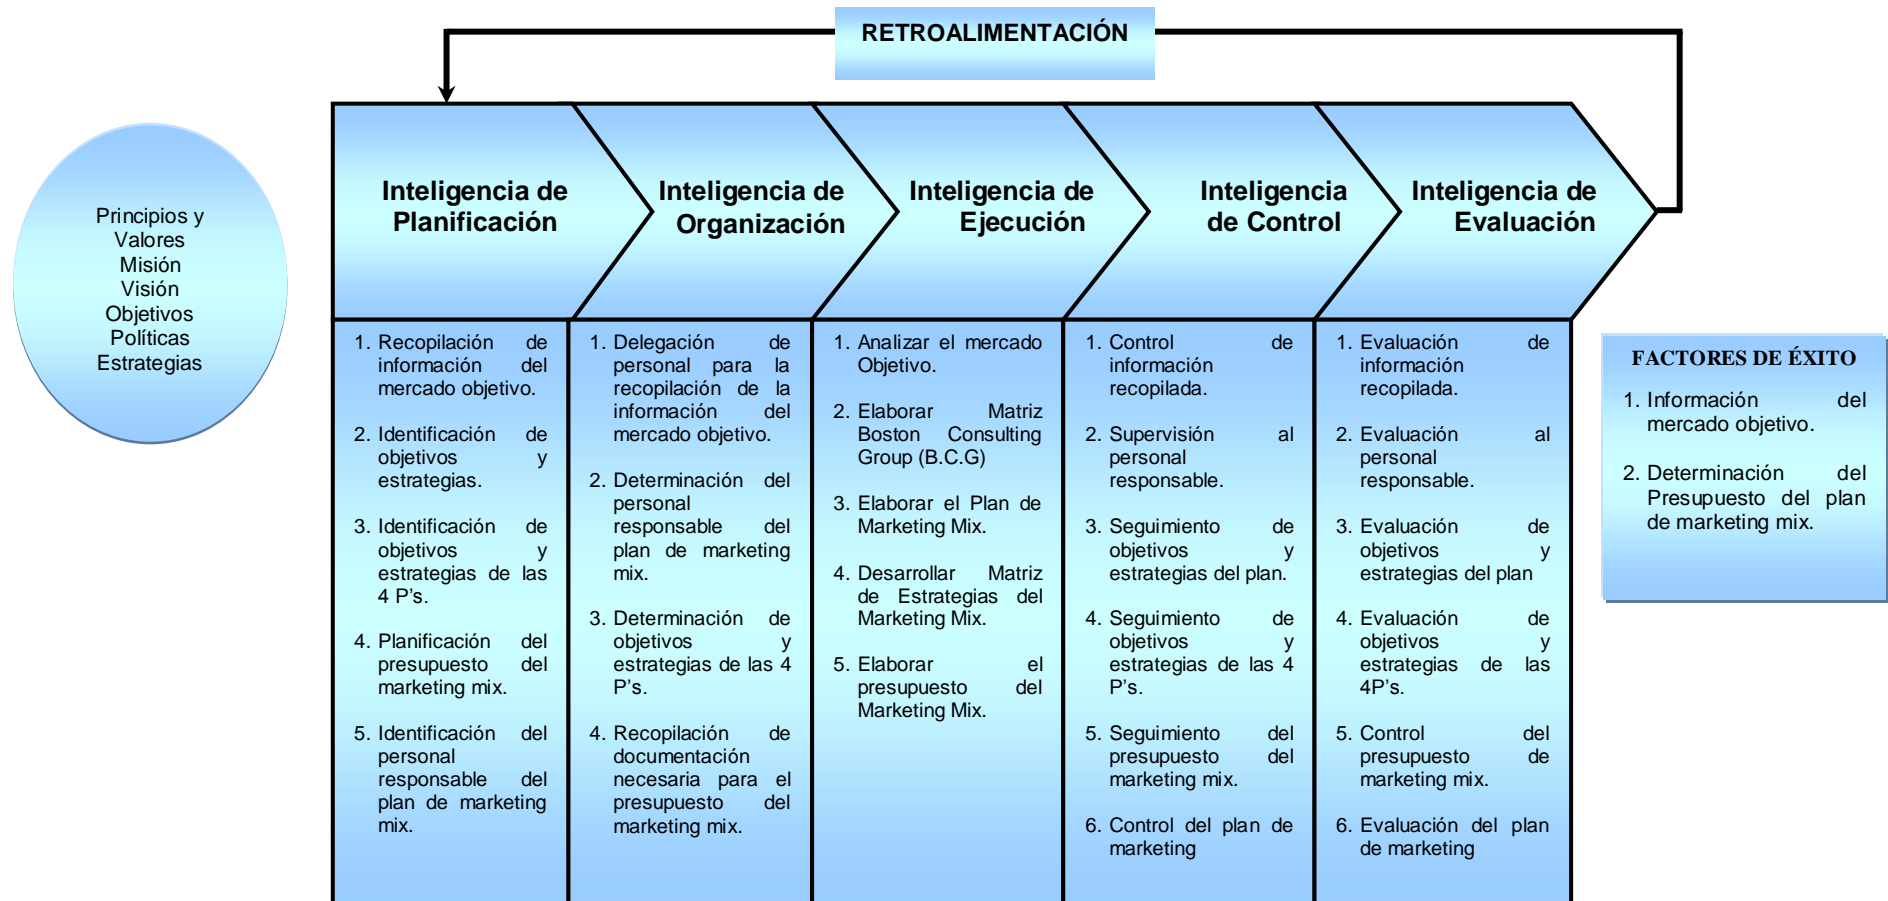 RETROALIMENTACIÓN
Principios y
Valores
Misión
Visión
Objetivos
Políticas
Estrategias
Inteligencia de
Planificación
Inteligencia de
Organización
Inteligencia de
Ejecución
Inteligencia
de Control
Inteligencia de
Evaluación
1. Recopilación de
información del
mercado objetivo.
2. Identificación de
objetivos y
estrategias.
3. Identificación de
objetivos y
estrategias de las
4 P's.
4. Planificación del
presupuesto del
marketing mix.
5. Identificación del
personal
responsable del
plan de marketing
mix.
1. Delegación de
personal para la
recopilación de la
información del
mercado objetivo.
2. Determinación del
personal
responsable del
plan de marketing
mix.
3. Determinación de
objetivos y
estrategias de las 4
P's.
4. Recopilación de
documentación
necesaria para el
presupuesto del
marketing mix.
1. Analizar el mercado
Objetivo.
2. Elaborar Matriz
Boston Consulting
Group (B.C.G)
3. Elaborar el Plan de
Marketing Mix.
4. Desarrollar Matriz
de Estrategias del
Marketing Mix.
5. Elaborar el
presupuesto del
Marketing Mix.
1. Control de
información
recopilada.
2. Supervisión al
personal
responsable.
3. Seguimiento de
objetivos y
estrategias del plan.
4. Seguimiento de
objetivos y
estrategias de las 4
P's.
5. Seguimiento del
presupuesto del
marketing mix.
6. Control del plan de
marketing
1. Evaluación de
información
recopilada.
2. Evaluación al
personal
responsable.
3. Evaluación de
objetivos y
estrategias del plan
4. Evaluación de
objetivos y
estrategias de las
4P's.
5. Control del
presupuesto de
marketing mix.
6. Evaluación del plan
de marketing
FACTORES DE ÉXITO
1. Información del
mercado objetivo.
2. Determinación del
Presupuesto del plan
de marketing mix.